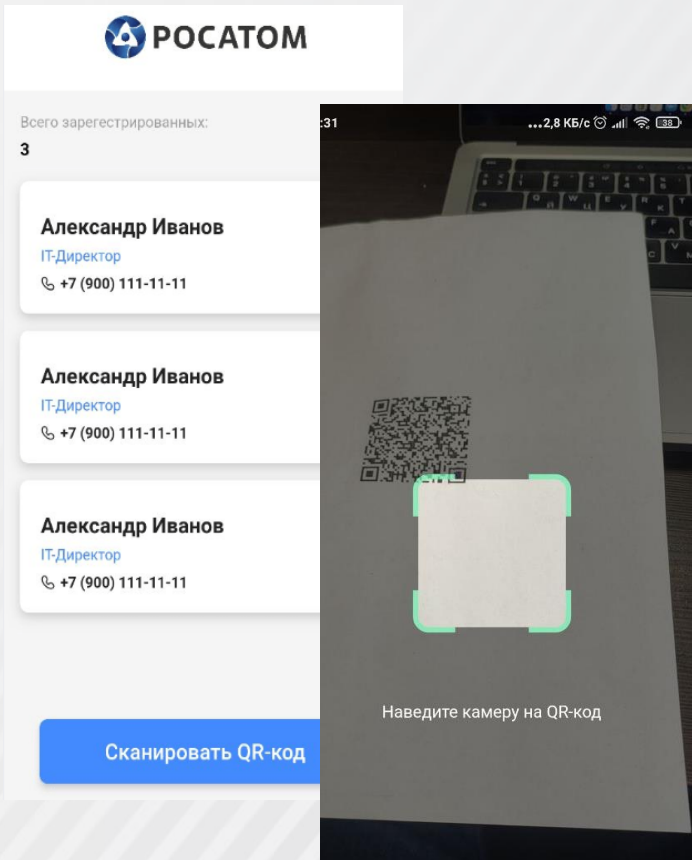 РОСАТОМ
Всего зарегестрированных:
3
Александр Иванов
IT-Директор
+7 (900) 111-11-11
Александр Иванов
IT-Директор
+7 (900) 111-11-11
Александр Иванов
IT-Директор
+7 (900) 111-11-11
Сканировать QR-код
:31
...2,8 КБ/с
38
Наведите камеру на QR-код